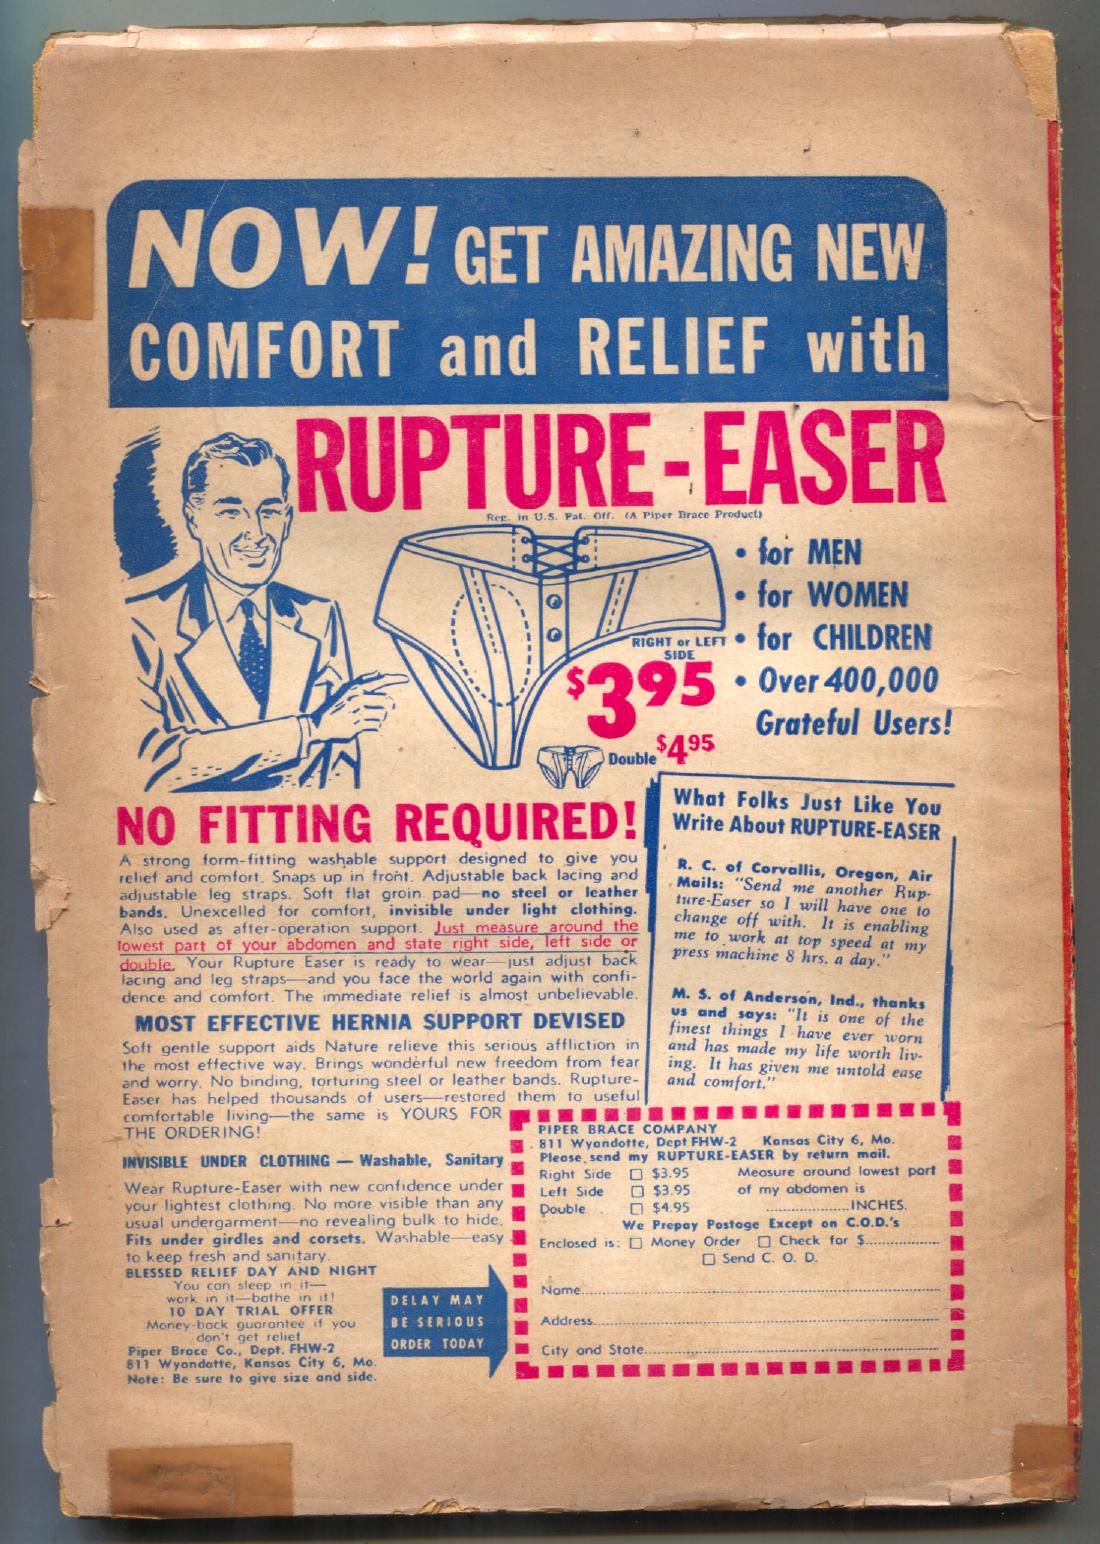 NOW! GET AMAZING NEW
COMFORT and RELIEF with
RUPTURE-EASER
Reg. in U.S. Pat. Off. (A Piper Brace Product)
• for MEN
• for WOMEN
• for CHILDREN
• Over 400,000
Grateful Users!
RIGHT or LEFT
SIDE
$3.95
Double $4.95
NO FITTING REQUIRED!
A strong form-fitting washable support designed to give you
relief and comfort. Snaps up in front. Adjustable back lacing and
adjustable leg straps. Soft flat groin pad—no steel or leather
bands. Unexcelled for comfort, invisible under light clothing.
Also used as after-operation support. Just measure around the
lowest part of your abdomen and state right side, left side or
double. Your Rupture Easer is ready to wear—just adjust back
lacing and leg straps—and you face the world again with confi-
dence and comfort. The immediate relief is almost unbelievable.
MOST EFFECTIVE HERNIA SUPPORT DEVISED
Soft gentle support aids Nature relieve this serious affliction in
the most effective way. Brings wonderful new freedom from fear
and worry. No binding, torturing steel or leather bands. Rupture-
Easer has helped thousands of users—restored them to useful
comfortable living—the same is YOURS FOR
THE ORDERING!
INVISIBLE UNDER CLOTHING — Washable, Sanitary
Wear Rupture-Easer with new confidence under
your lightest clothing. No more visible than any
usual undergarment—no revealing bulk to hide.
Fits under girdles and corsets. Washable—easy
to keep fresh and sanitary.
BLESSED RELIEF DAY AND NIGHT
You can sleep in it—
work in it—bathe in it!
10 DAY TRIAL OFFER
Money-back guarantee if you
don't get relief
Piper Brace Co., Dept. FHW-2
811 Wyandotte, Kansas City 6, Mo.
Note: Be sure to give size and side.
DELAY MAY
BE SERIOUS
ORDER TODAY
What Folks Just Like You
Write About RUPTURE-EASER
R. C. of Corvallis, Oregon, Air
Mails: "Send me another Rup-
ture-Easer so I will have one to
change off with. It is enabling
me to work at top speed at my
press machine 8 hrs. a day."
M. S. of Anderson, Ind., thanks
us and says: "It is one of the
finest things I have ever worn
and has made my life worth liv-
ing. It has given me untold ease
and comfort."
PIPER BRACE COMPANY
811 Wyandotte, Dept FHW-2 Kansas City 6, Mo.
Please send my RUPTURE-EASER by return mail.
Right Side □ $3.95 Measure around lowest part
Left Side □ $3.95 of my abdomen is
Double □ $4.95 ..................INCHES.
We Prepay Postage Except on C.O.D.'s
Enclosed is: □ Money Order □ Check for $................
□ Send C. O. D.
Name................
Address................
City and State................